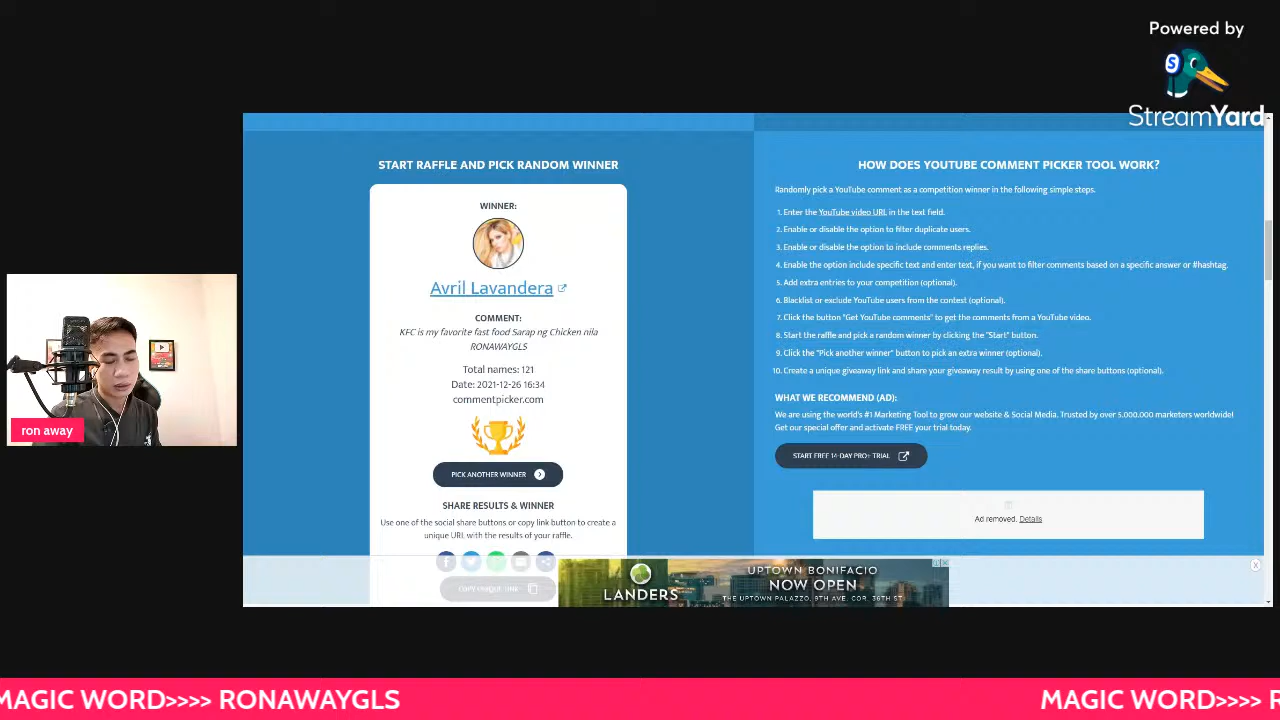 Powered by
StreamYard
START RAFFLE AND PICK RANDOM WINNER
WINNER:
Avril Lavandera
COMMENT:
KFC is my favorite fast food Sarap ng Chicken nila
RONAWAYGLS
Total names: 121
Date: 2021-12-26 16:34
commentpicker.com
PICK ANOTHER WINNER
SHARE RESULTS & WINNER
Use one of the social share buttons or copy link button to create a
unique URL with the results of your raffle.
COPY UNIQUE LINK
HOW DOES YOUTUBE COMMENT PICKER TOOL WORK?
Randomly pick a YouTube comment as a competition winner in the following simple steps.
1. Enter the YouTube video URL in the text field.
2. Enable or disable the option to filter duplicate users.
3. Enable or disable the option to include comments replies.
4. Enable the option include specific text and enter text, if you want to filter comments based on a specific answer or #hashtag.
5. Add extra entries to your competition (optional).
6. Blacklist or exclude YouTube users from the contest (optional).
7. Click the button "Get YouTube comments" to get the comments from a YouTube video.
8. Start the raffle and pick a random winner by clicking the "Start" button.
9. Click the "Pick another winner" button to pick an extra winner (optional).
10. Create a unique giveaway link and share your giveaway result by using one of the share buttons (optional).
WHAT WE RECOMMEND (AD):
We are using the world's #1 Marketing Tool to grow our website & Social Media. Trusted by over 5.000.000 marketers worldwide!
Get our special offer and activate FREE your trial today.
START FREE 14-DAY PRO+ TRIAL
Ad removed. Details
LANDERS
UPTOWN BONIFACIO
NOW OPEN
THE UPTOWN PALAZZO, 9TH AVE. COR. 36TH ST
ron away
MAGIC WORD>>>> RONAWAYGLS
MAGIC WORD>>>> R